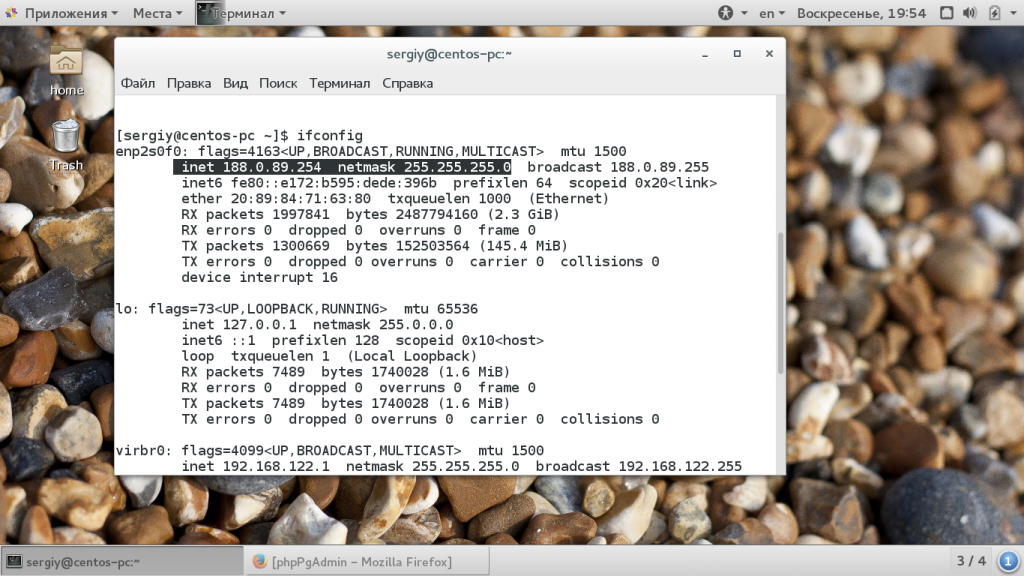 Приложения Места Терминал en Воскресенье, 19:54
home
Trash
sergiy@centos-pc:~
Файл Правка Вид Поиск Терминал Справка
[sergiy@centos-pc ~]$ ifconfig
enp2s0f0: flags=4163<UP,BROADCAST,RUNNING,MULTICAST>  mtu 1500
        inet 188.0.89.254  netmask 255.255.255.0  broadcast 188.0.89.255
        inet6 fe80::e172:b595:dede:396b  prefixlen 64  scopeid 0x20<link>
        ether 20:89:84:71:63:80  txqueuelen 1000  (Ethernet)
        RX packets 1997841  bytes 2487794160 (2.3 GiB)
        RX errors 0  dropped 0  overruns 0  frame 0
        TX packets 1300669  bytes 152503564 (145.4 MiB)
        TX errors 0  dropped 0 overruns 0  carrier 0  collisions 0
        device interrupt 16
lo: flags=73<UP,LOOPBACK,RUNNING>  mtu 65536
        inet 127.0.0.1  netmask 255.0.0.0
        inet6 ::1  prefixlen 128  scopeid 0x10<host>
        loop  txqueuelen 1  (Local Loopback)
        RX packets 7489  bytes 1740028 (1.6 MiB)
        RX errors 0  dropped 0  overruns 0  frame 0
        TX packets 7489  bytes 1740028 (1.6 MiB)
        TX errors 0  dropped 0 overruns 0  carrier 0  collisions 0
virbr0: flags=4099<UP,BROADCAST,MULTICAST>  mtu 1500
        inet 192.168.122.1  netmask 255.255.255.0  broadcast 192.168.122.255
sergiy@centos-pc:~ [phpPgAdmin - Mozilla Firefox] 3 / 4 1